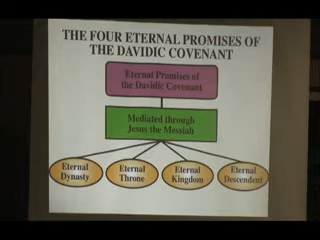 THE FOUR ETERNAL PROMISES OF
THE DAVIDIC COVENANT
Eternal Promises of
the Davidic Covenant
Mediated through
Jesus the Messiah
Eternal
Dynasty
Eternal
Throne
Eternal
Kingdom
Eternal
Descendent